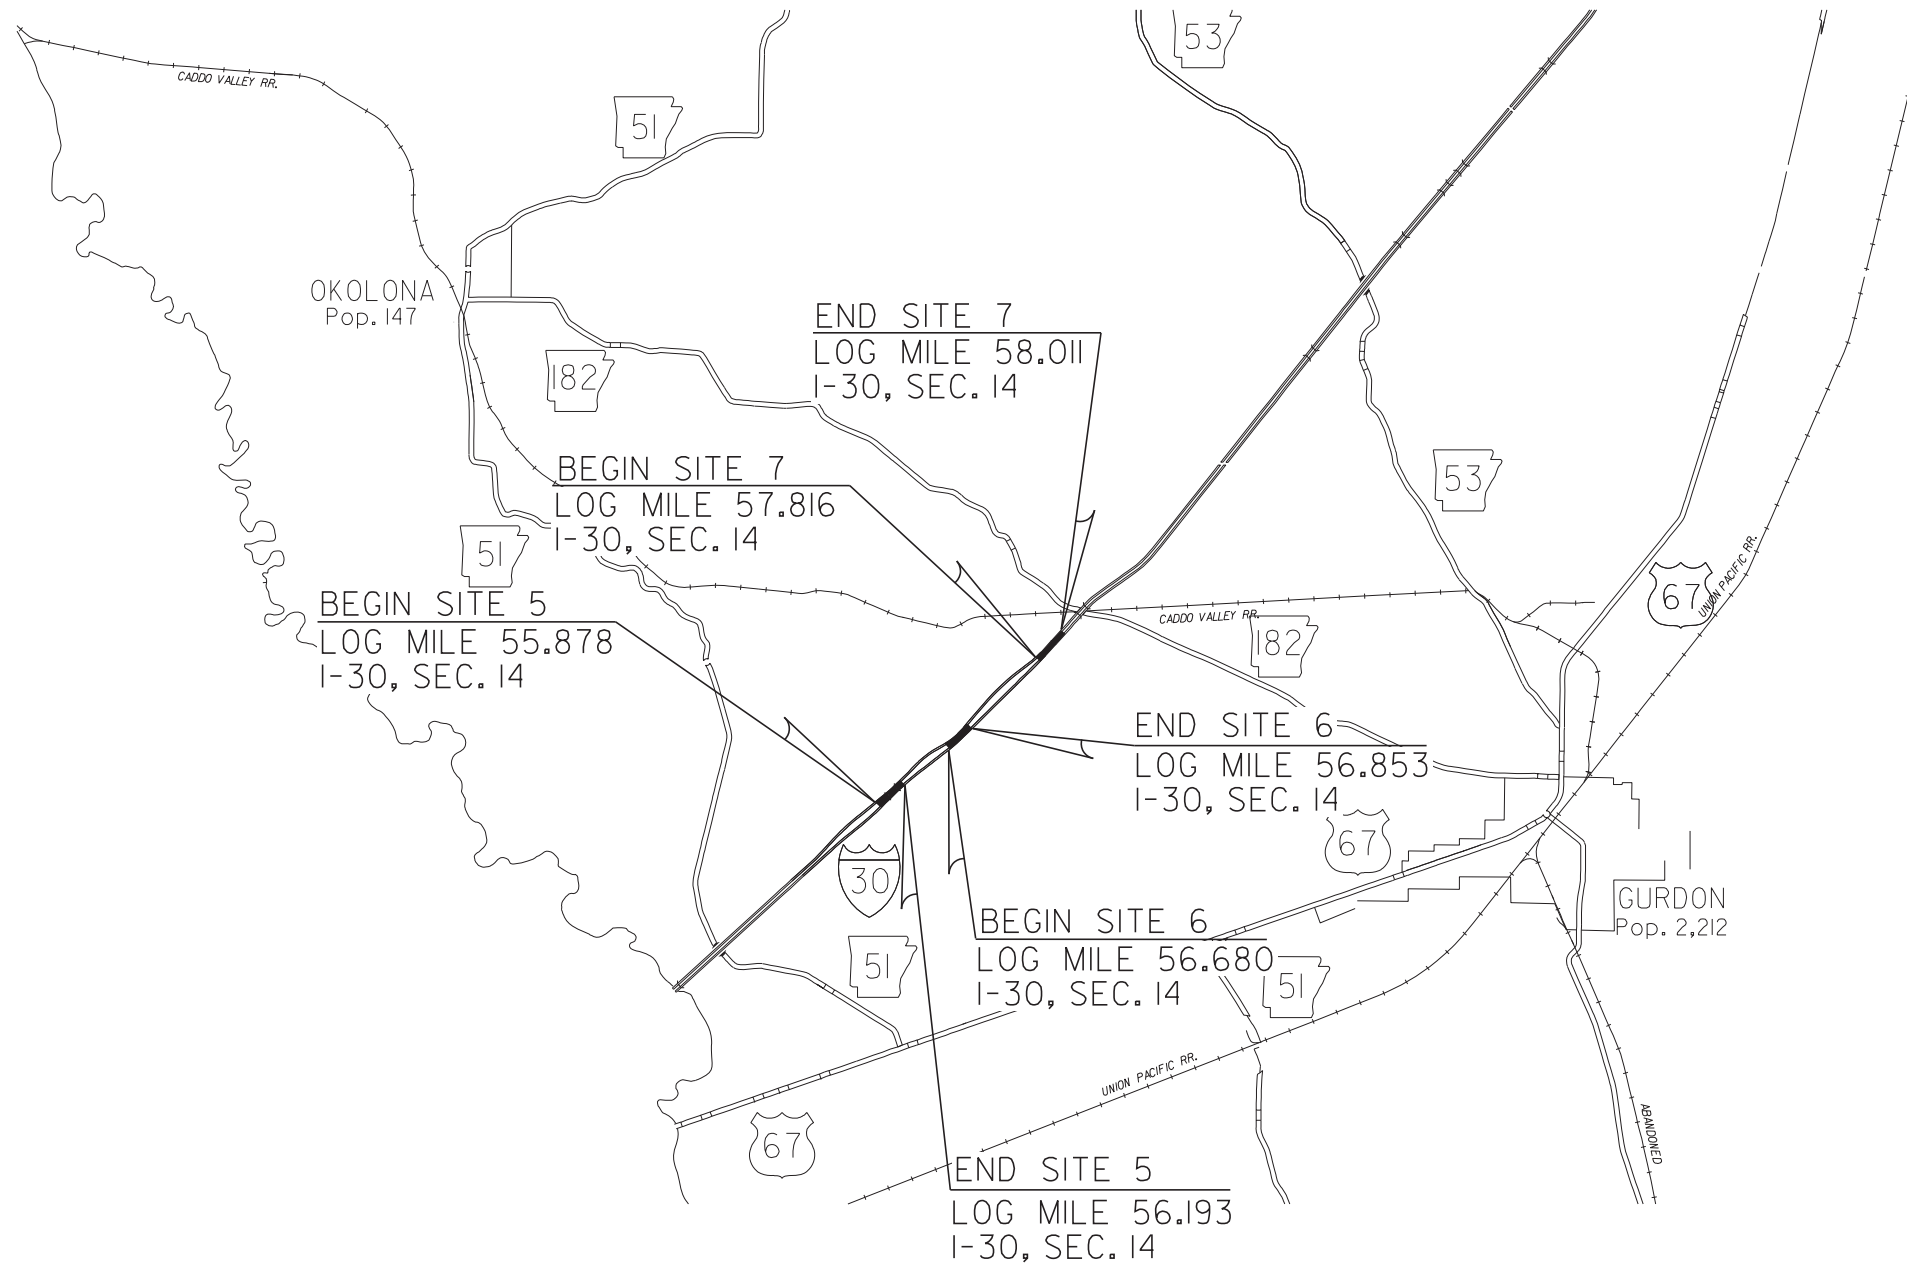 53
CADDO VALLEY RR.
51
OKOLONA
Pop. 147
END SITE 7
LOG MILE 58.011
I-30, SEC. 14
182
BEGIN SITE 7
LOG MILE 57.816
I-30, SEC. 14
53
51
UNION PACIFIC RR.
67
BEGIN SITE 5
LOG MILE 55.878
I-30, SEC. 14
CADDO VALLEY RR.
182
END SITE 6
LOG MILE 56.853
I-30, SEC. 14
67
30
GURDON
Pop. 2,212
BEGIN SITE 6
LOG MILE 56.680
I-30, SEC. 14
51
51
UNION PACIFIC RR.
67
ABANDONED
END SITE 5
LOG MILE 56.193
I-30, SEC. 14